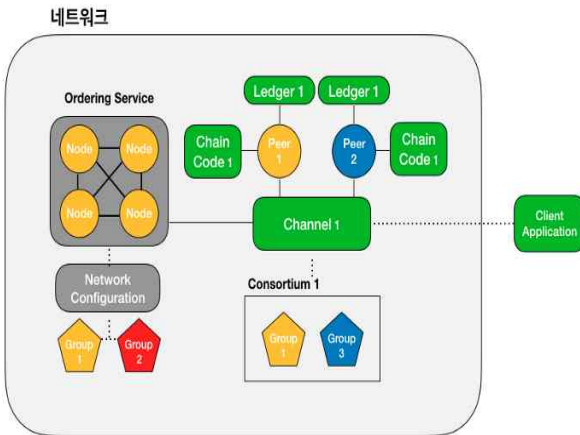 네트워크
Ordering Service
Node
Node
Node
Node
Network
Configuration
Group
1
Group
2
Ledger 1
Ledger 1
Chain
Code 1
Peer
1
Peer
2
Chain
Code 1
Channel 1
Client
Application
Consortium 1
Group
1
Group
3